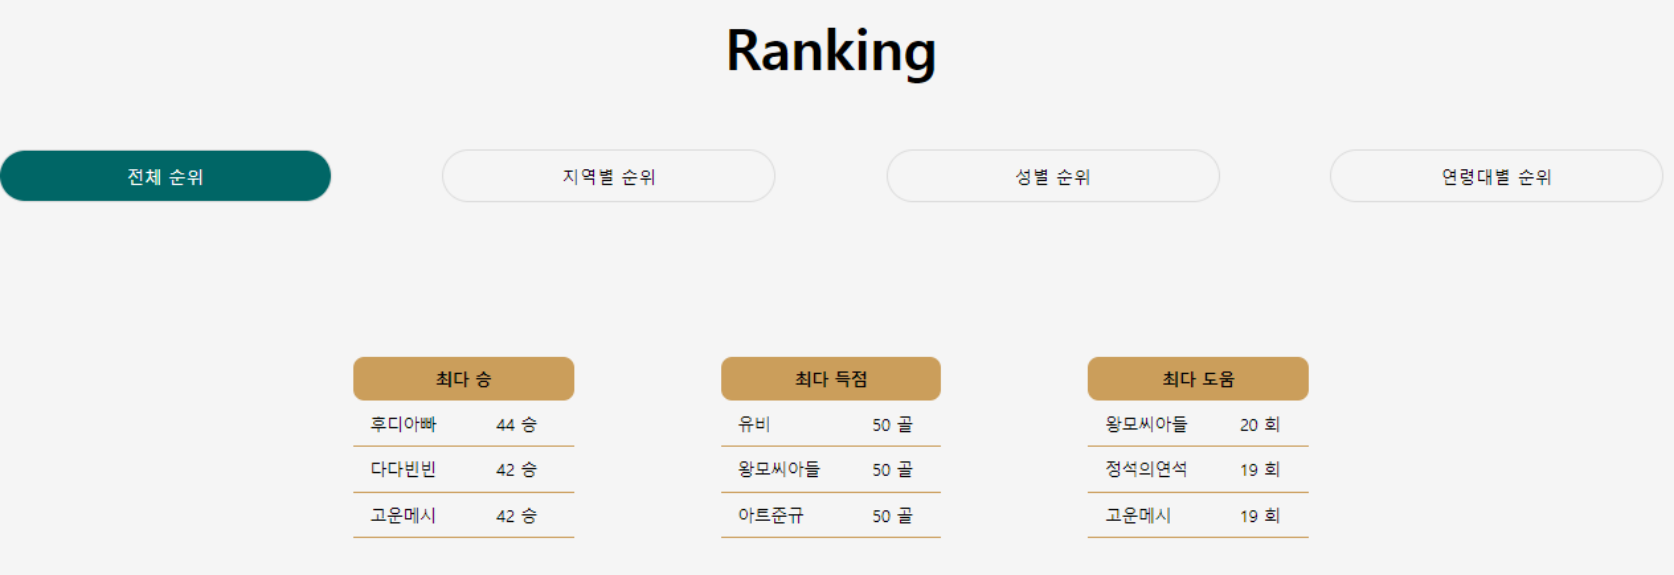 Ranking
전체 순위 지역별 순위 성별 순위 연령대별 순위
최다 승 최다 득점 최다 도움
후디아빠 44 승 유비 50 골 왕모씨아들 20 회
다다빈빈 42 승 왕모씨아들 50 골 정석의연석 19 회
고운메시 42 승 아트준규 50 골 고운메시 19 회